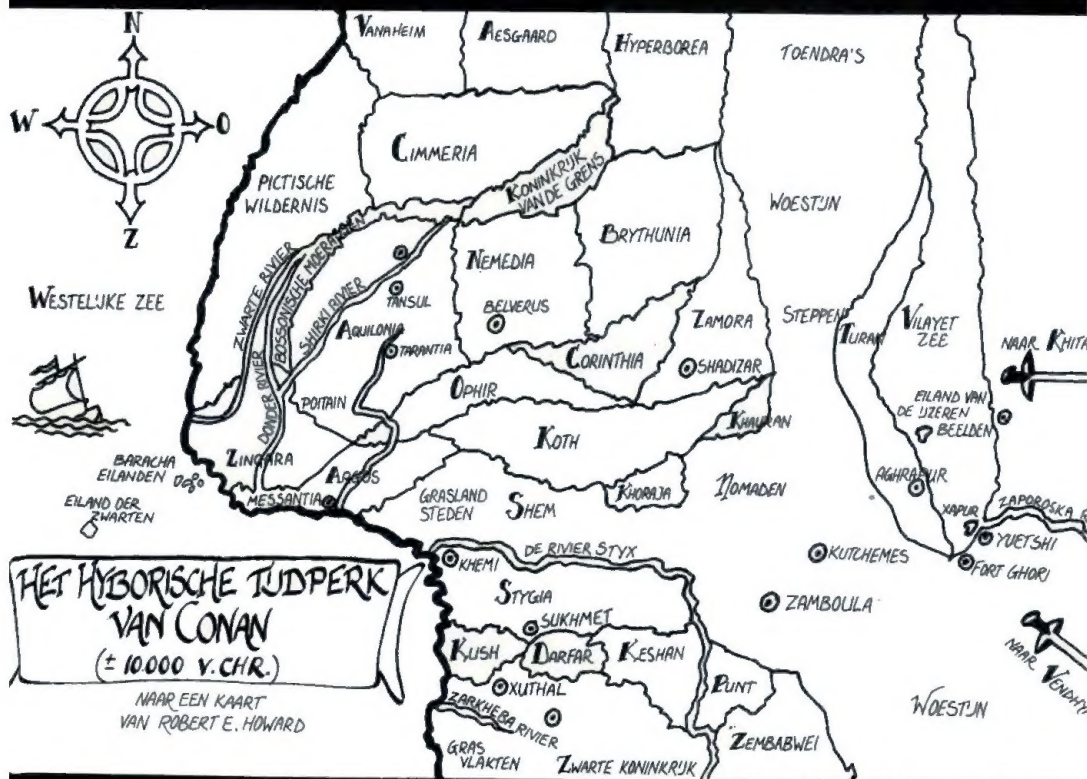 N
W
O
Z
VANAHEIM
AESGAARD
HYPERBOREA
TOENDRA'S
CIMMERIA
PICTISCHE
WILDERNIS
KONINKRIJK
VAN DE GRENS
WOESTIJN
BRYTHUNIA
NEMEDIA
BELVERUS
WESTELIJKE ZEE
ZWARTE RIVIER
BOSSONISCHE MOERASSEN
SHIRKI RIVIER
DONDER RIVIER
TANSUL
AQUILONIA
TARANTIA
ZAMORA
SHADIZAR
STEPPEN
TURAN
VILAYET
ZEE
NAAR KHITA
CORINTHIA
OPHIR
POITAIN
EILAND VAN
DE IJZEREN
BEELDEN
KHAURAN
KOTH
ZINGARA
ARGOS
MESSANTIA
BARACHA
EILANDEN
EILAND DER
ZWARTEN
GRASLAND
STEDEN
SHEM
KHORAJA
NOMADEN
AGHRAPUR
XAPUR
ZAPOROSKA R
YUETSHI
FORT GHORI
DE RIVIER STYX
KHEMI
KUTCHEMES
STYGIA
ZAMBOULA
SUKHMET
KUSH
DARFAR
KESHAN
XUTHAL
PUNT
ZARKHEBA RIVIER
GRAS
VLAKTEN
ZWARTE KONINKRIJK
ZEMBABWEI
WOESTIJN
NAAR VENDHY
HET HYBORISCHE TIJDPERK
VAN CONAN
(± 10.000 V. CHR.)
NAAR EEN KAART
VAN ROBERT E. HOWARD